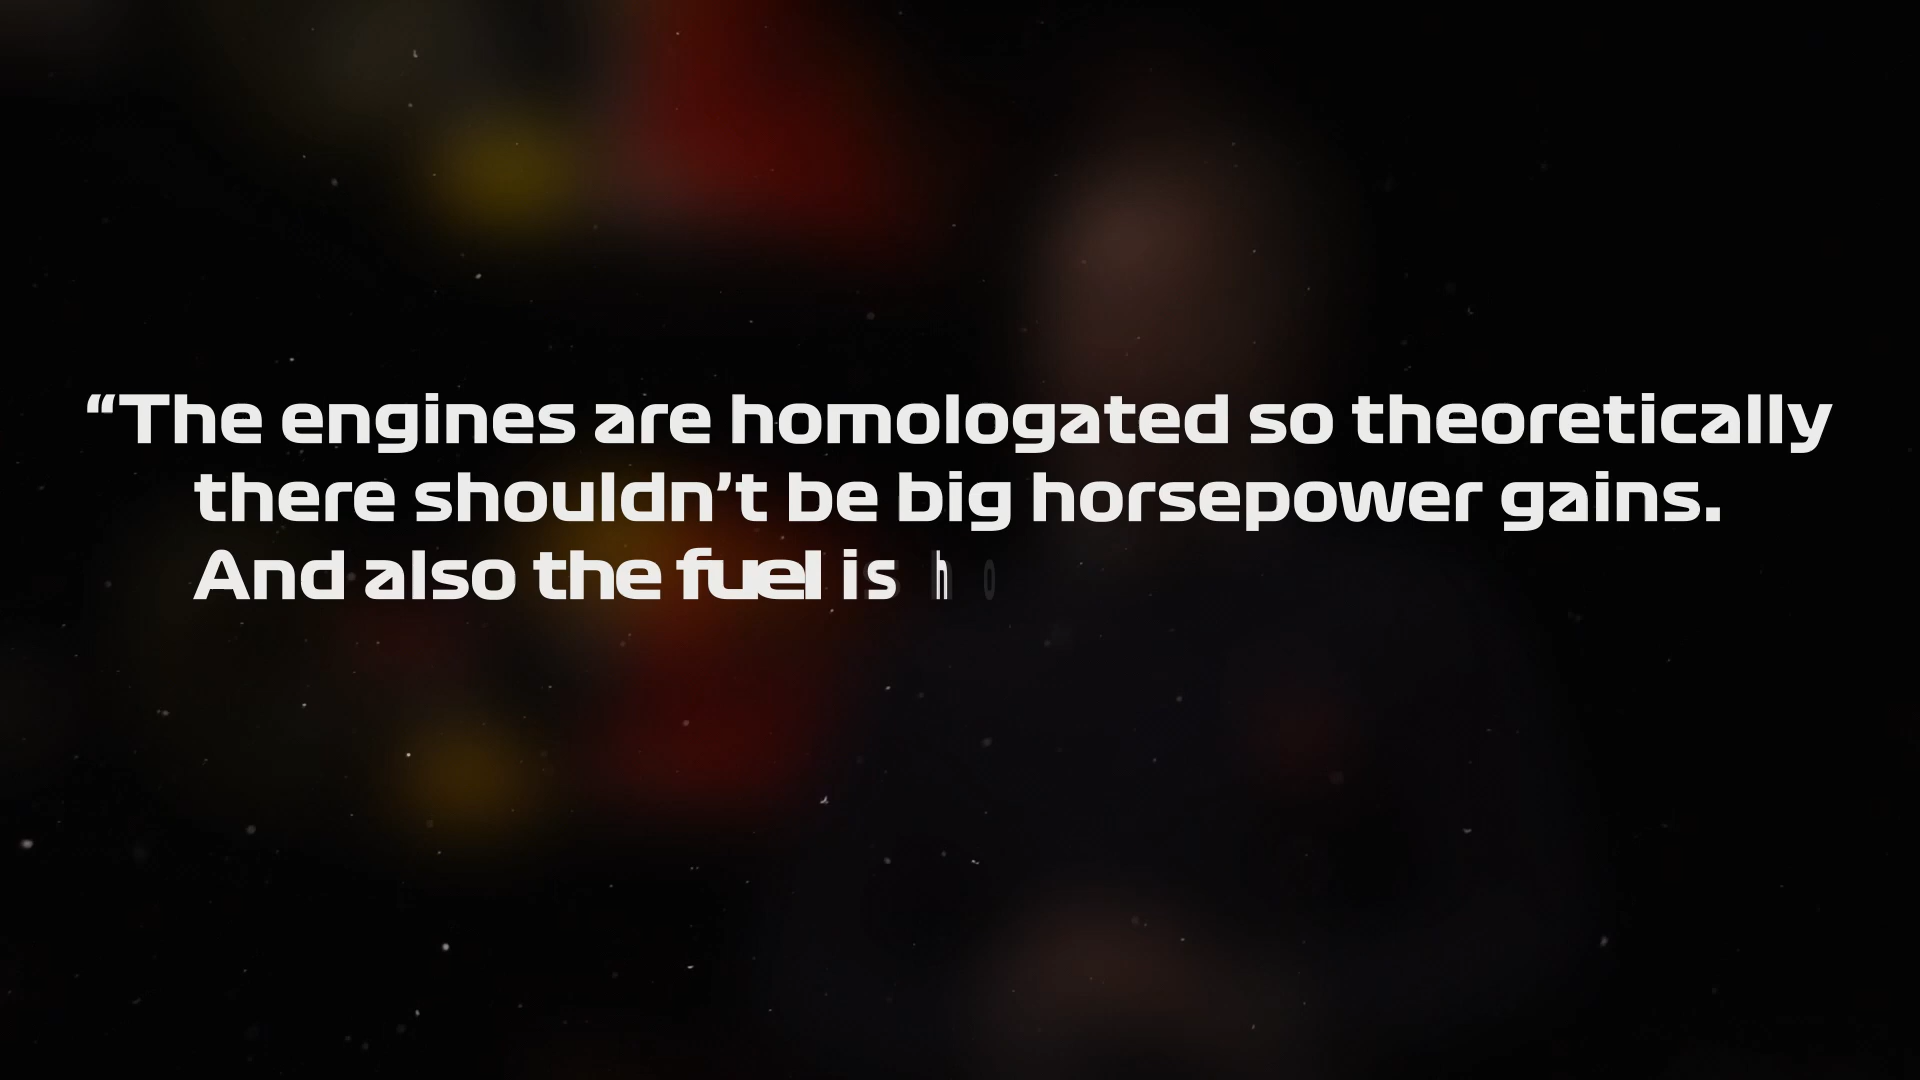 “The engines are homologated so theoretically
there shouldn’t be big horsepower gains.
And also the fuel is